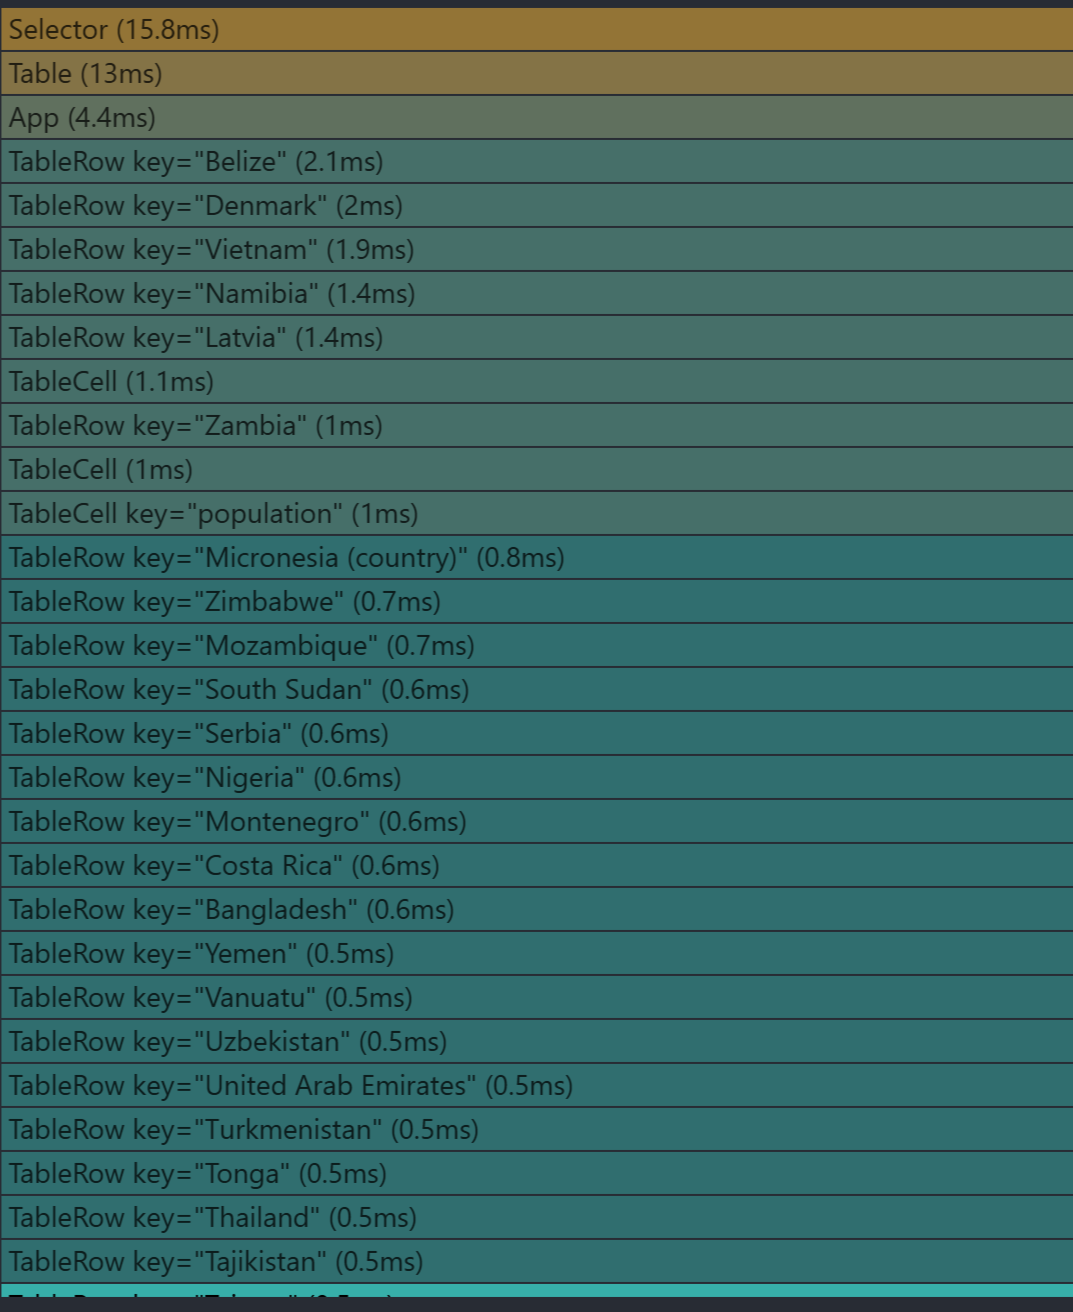 Selector (15.8ms)
Table (13ms)
App (4.4ms)
TableRow key="Belize" (2.1ms)
TableRow key="Denmark" (2ms)
TableRow key="Vietnam" (1.9ms)
TableRow key="Namibia" (1.4ms)
TableRow key="Latvia" (1.4ms)
TableCell (1.1ms)
TableRow key="Zambia" (1ms)
TableCell (1ms)
TableCell key="population" (1ms)
TableRow key="Micronesia (country)" (0.8ms)
TableRow key="Zimbabwe" (0.7ms)
TableRow key="Mozambique" (0.7ms)
TableRow key="South Sudan" (0.6ms)
TableRow key="Serbia" (0.6ms)
TableRow key="Nigeria" (0.6ms)
TableRow key="Montenegro" (0.6ms)
TableRow key="Costa Rica" (0.6ms)
TableRow key="Bangladesh" (0.6ms)
TableRow key="Yemen" (0.5ms)
TableRow key="Vanuatu" (0.5ms)
TableRow key="Uzbekistan" (0.5ms)
TableRow key="United Arab Emirates" (0.5ms)
TableRow key="Turkmenistan" (0.5ms)
TableRow key="Tonga" (0.5ms)
TableRow key="Thailand" (0.5ms)
TableRow key="Tajikistan" (0.5ms)